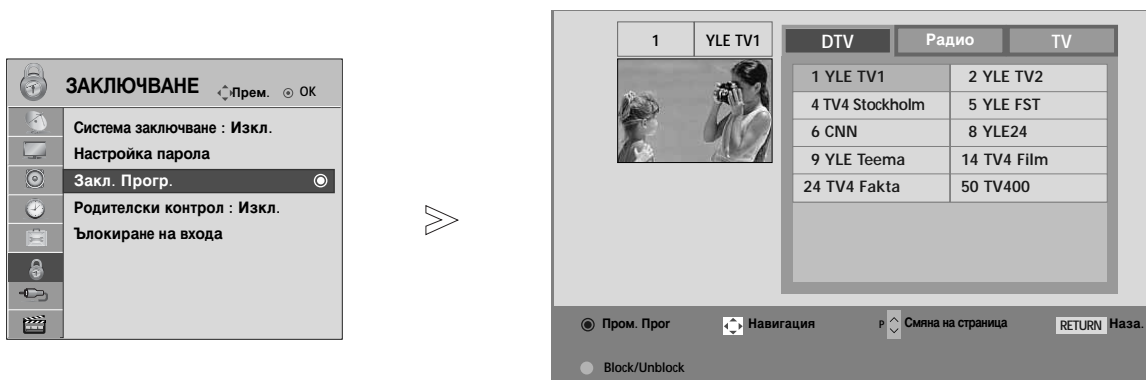 ЗАКЛЮЧВАНЕ Прем. OK
Система заключване : Изкл.
Настройка парола
Закл. Прогр.
Родителски контрол : Изкл.
Ълокиране на входа
1 YLE TV1
DTV Радио TV
1 YLE TV1 2 YLE TV2
4 TV4 Stockholm 5 YLE FST
6 CNN 8 YLE24
9 YLE Teema 14 TV4 Film
24 TV4 Fakta 50 TV400
Пром. Прог Навигация P Смяна на страница RETURN Наза.
Block/Unblock